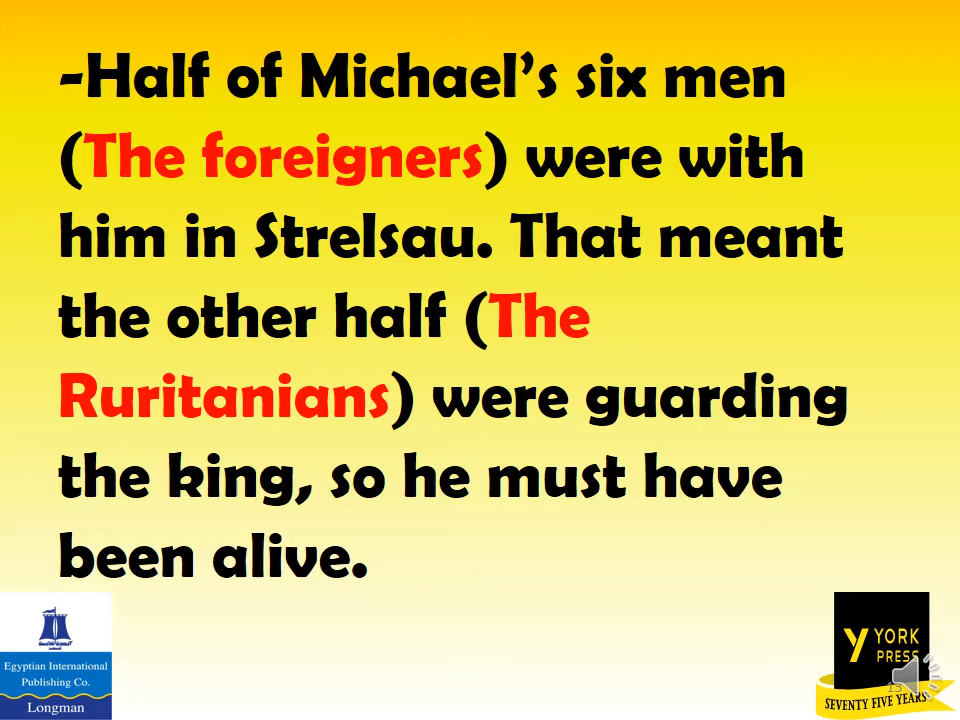 -Half of Michael’s six men
(The foreigners) were with
him in Strelsau. That meant
the other half (The
Ruritanians) were guarding
the king, so he must have
been alive.
Egyptian International
Publishing Co.
Longman
y YORK
PRESS
13
SEVENTY FIVE YEARS